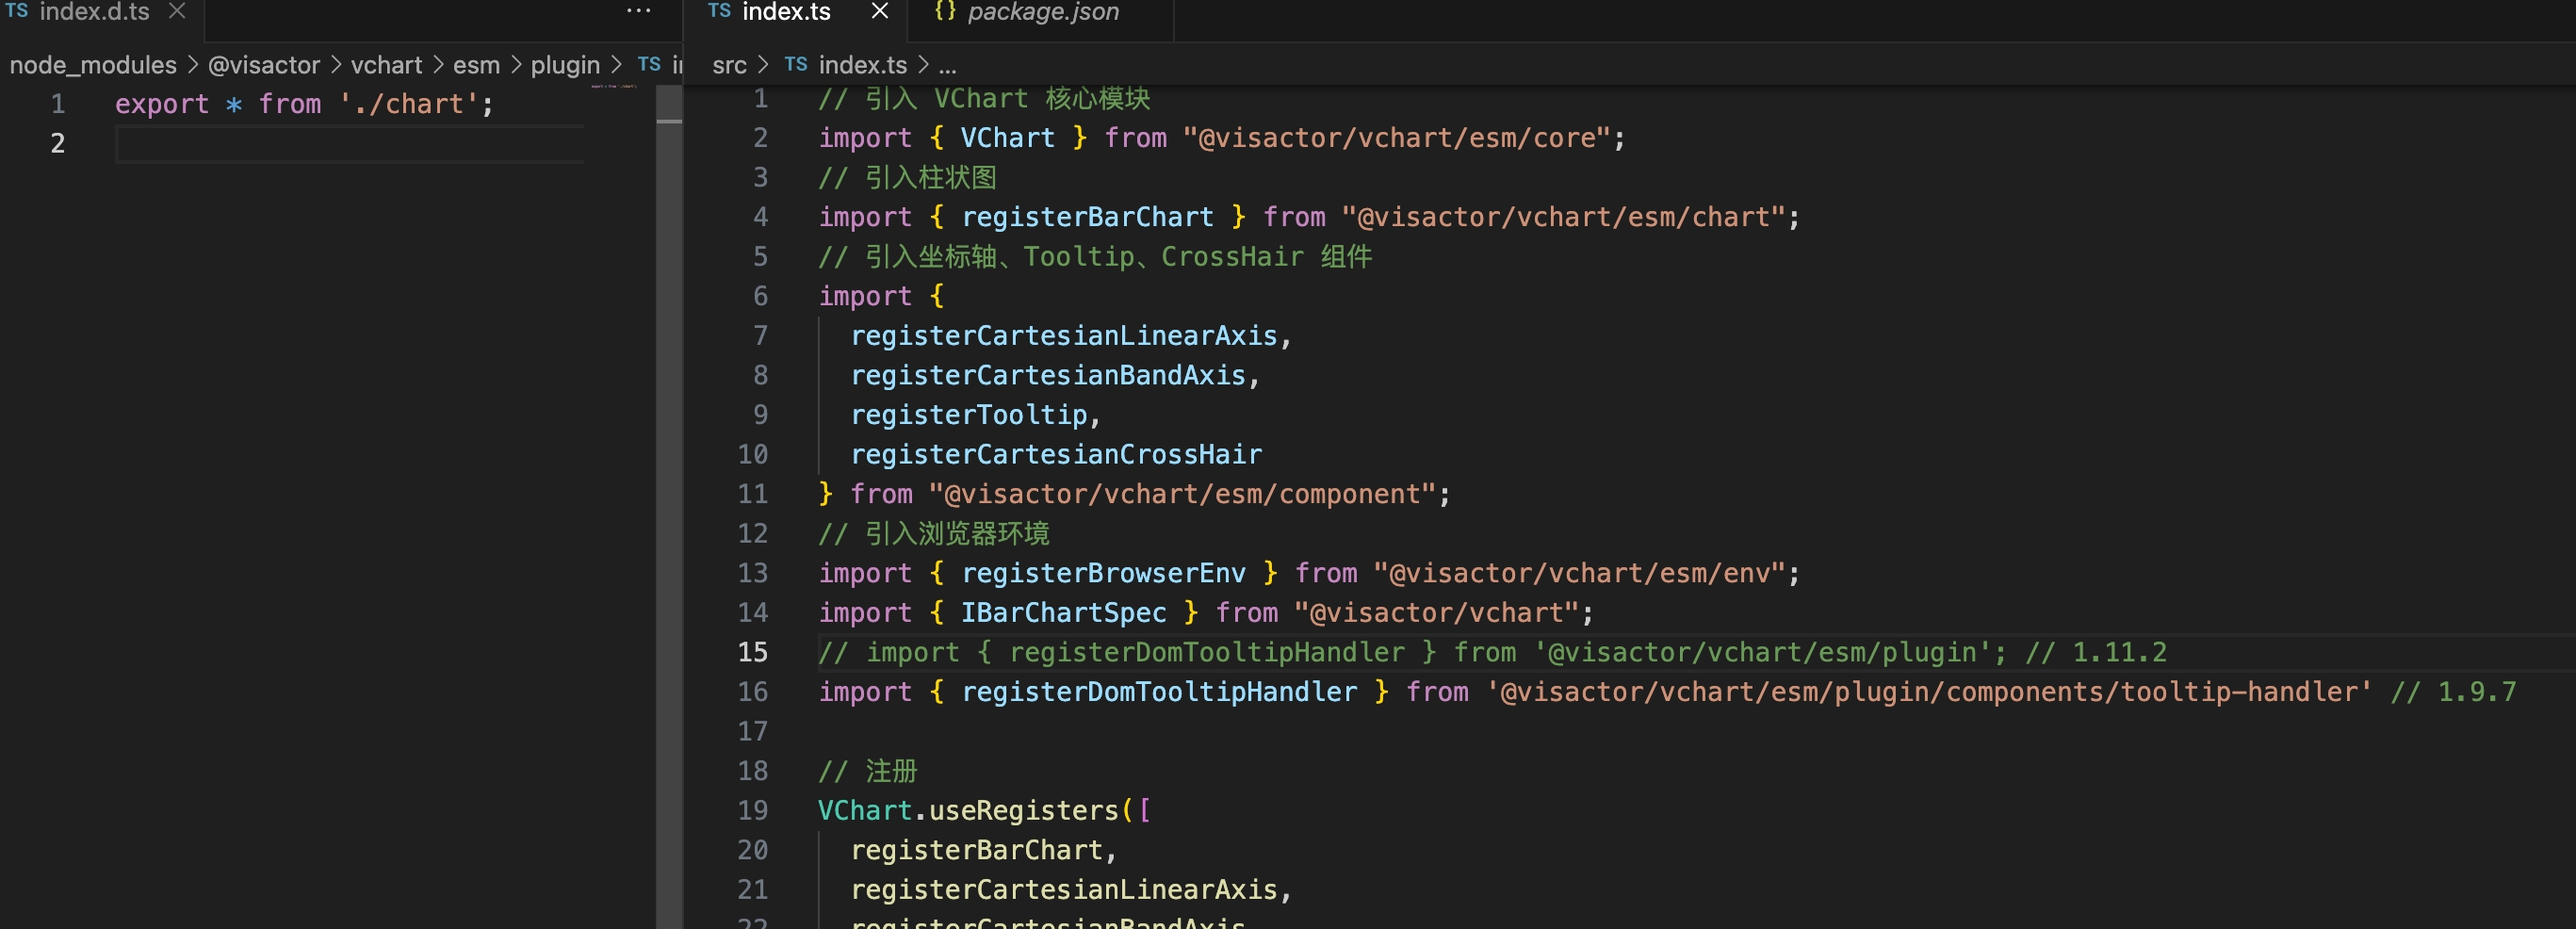 TS index.d.ts ×
node_modules > @visactor > vchart > esm > plugin > TS
1 export * from './chart';
2
TS index.ts × {} package.json
src > TS index.ts > ...
1 // 引入 VChart 核心模块
2 import { VChart } from "@visactor/vchart/esm/core";
3 // 引入柱状图
4 import { registerBarChart } from "@visactor/vchart/esm/chart";
5 // 引入坐标轴、Tooltip、CrossHair 组件
6 import {
7 registerCartesianLinearAxis,
8 registerCartesianBandAxis,
9 registerTooltip,
10 registerCartesianCrossHair
11 } from "@visactor/vchart/esm/component";
12 // 引入浏览器环境
13 import { registerBrowserEnv } from "@visactor/vchart/esm/env";
14 import { IBarChartSpec } from "@visactor/vchart";
15 // import { registerDomTooltipHandler } from '@visactor/vchart/esm/plugin'; // 1.11.2
16 import { registerDomTooltipHandler } from '@visactor/vchart/esm/plugin/components/tooltip-handler' // 1.9.7
17
18 // 注册
19 VChart.useRegisters([
20 registerBarChart,
21 registerCartesianLinearAxis,
22 registerCartesianBandAxis